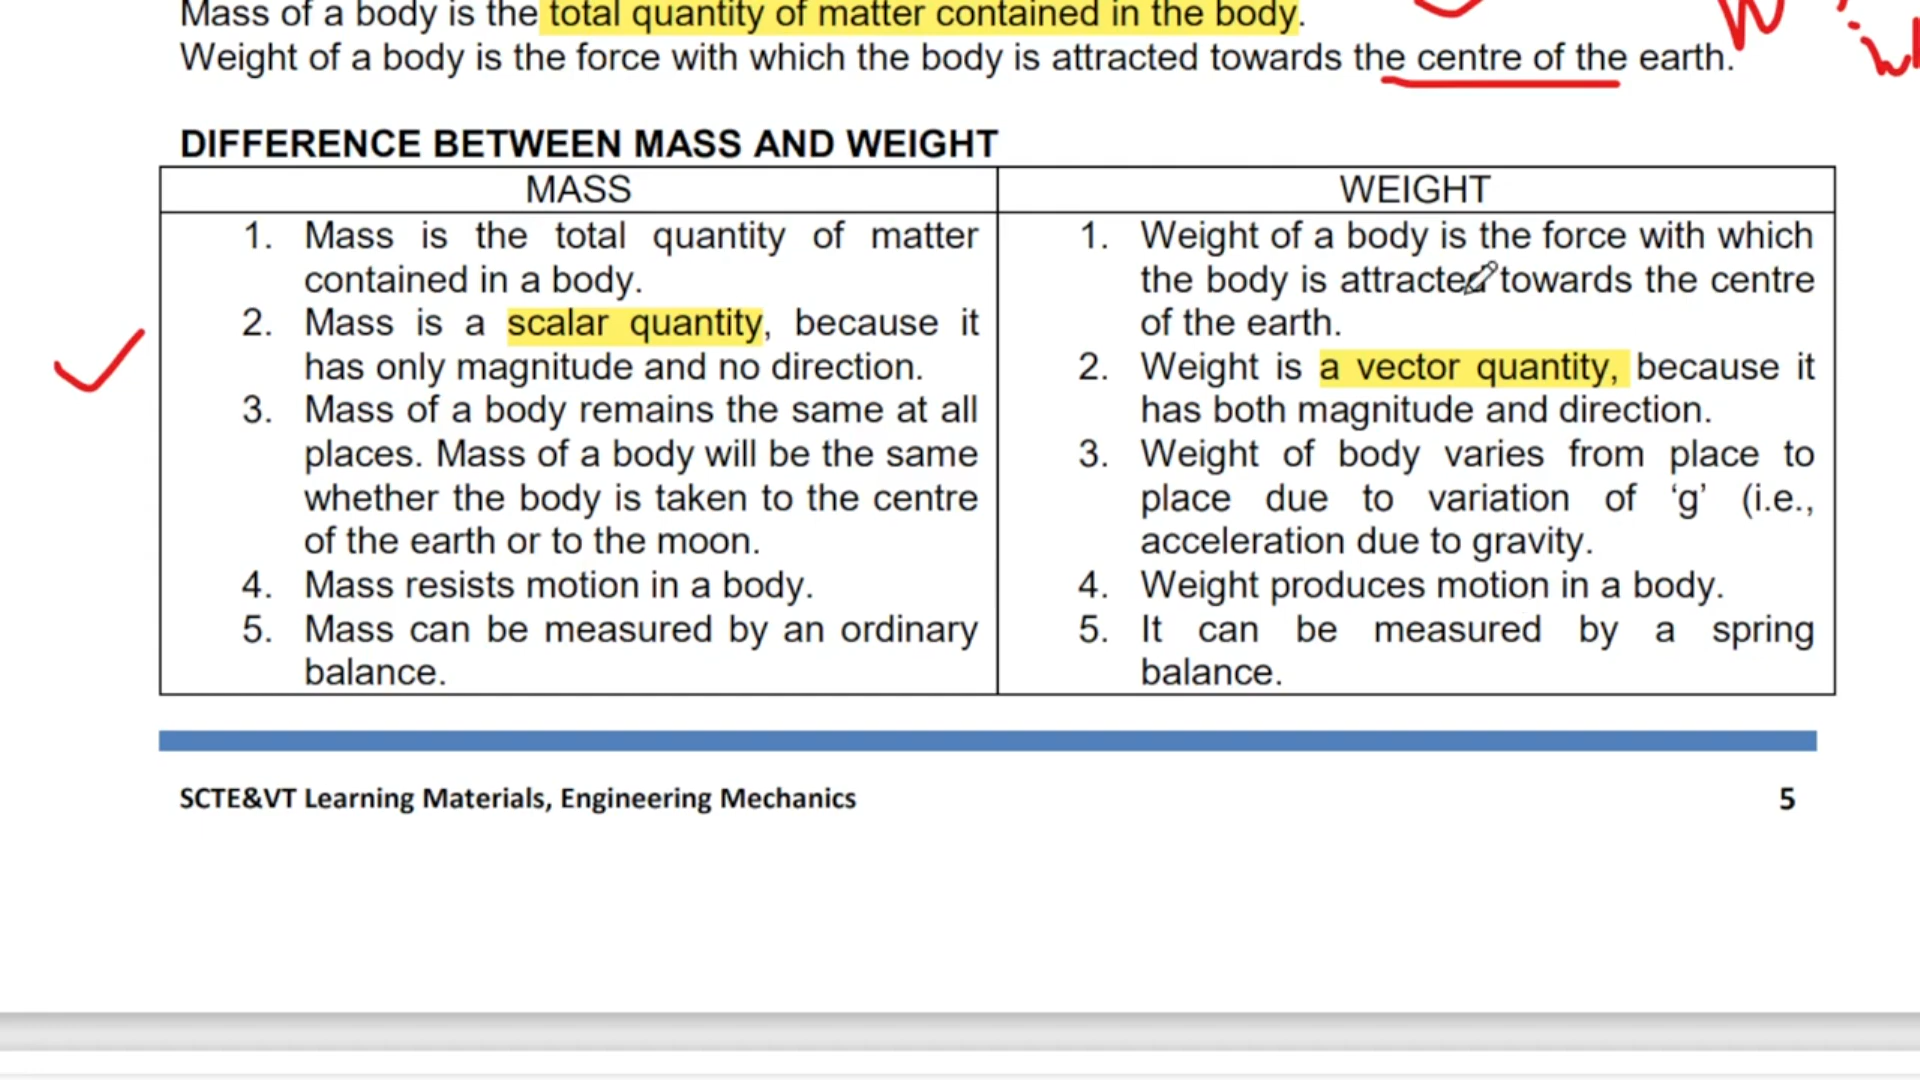 Mass of a body is the total quantity of matter contained in the body.
Weight of a body is the force with which the body is attracted towards the centre of the earth.
DIFFERENCE BETWEEN MASS AND WEIGHT
MASS
1. Mass is the total quantity of matter
contained in a body.
2. Mass is a scalar quantity, because it
has only magnitude and no direction.
3. Mass of a body remains the same at all
places. Mass of a body will be the same
whether the body is taken to the centre
of the earth or to the moon.
4. Mass resists motion in a body.
5. Mass can be measured by an ordinary
balance.
WEIGHT
1. Weight of a body is the force with which
the body is attracted towards the centre
of the earth.
2. Weight is a vector quantity, because it
has both magnitude and direction.
3. Weight of body varies from place to
place due to variation of ‘g’ (i.e.,
acceleration due to gravity.
4. Weight produces motion in a body.
5. It can be measured by a spring
balance.
SCTE&VT Learning Materials, Engineering Mechanics
5